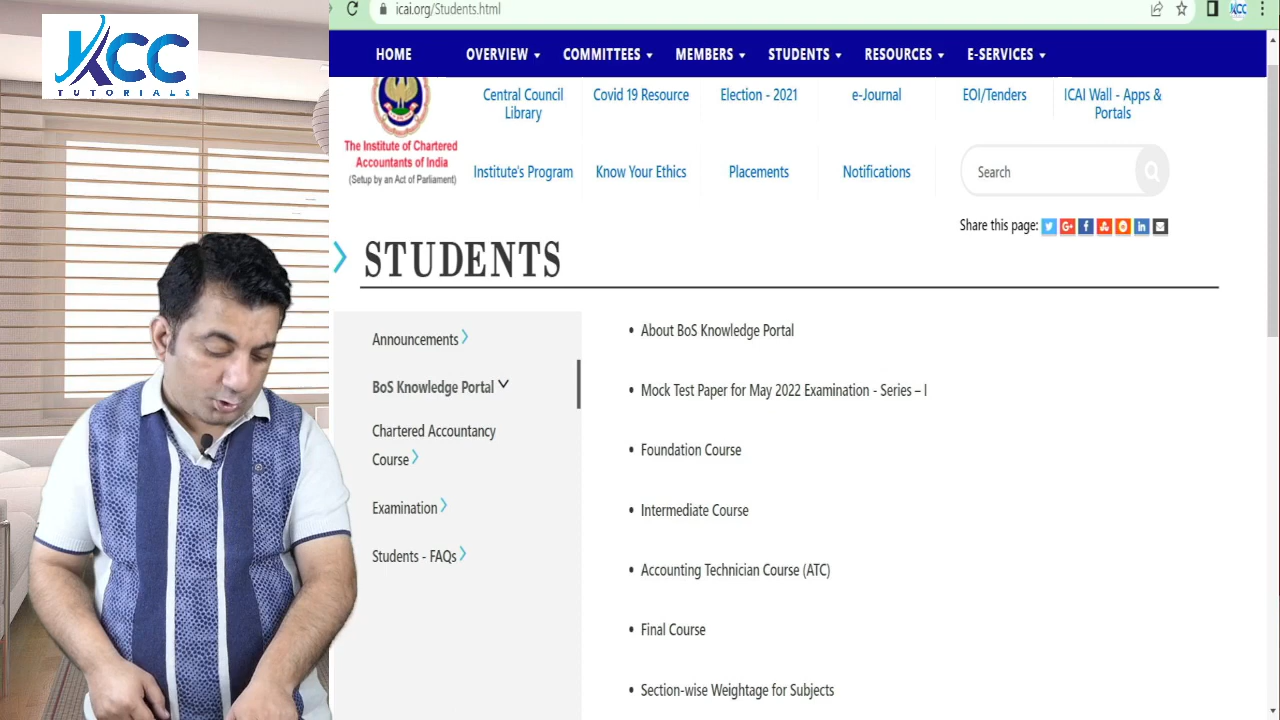 JKCC
TUTORIALS
icai.org/Students.html
JKCC
HOME
OVERVIEW
COMMITTEES
MEMBERS
STUDENTS
RESOURCES
E-SERVICES
The Institute of Chartered
Accountants of India
(Setup by an Act of Parliament)
Central Council
Library
Covid 19 Resource
Election - 2021
e-Journal
EOI/Tenders
ICAI Wall - Apps &
Portals
Institute's Program
Know Your Ethics
Placements
Notifications
Search
Share this page:
STUDENTS
Announcements
BoS Knowledge Portal
Chartered Accountancy
Course
Examination
Students - FAQs
• About BoS Knowledge Portal
• Mock Test Paper for May 2022 Examination - Series – I
• Foundation Course
• Intermediate Course
• Accounting Technician Course (ATC)
• Final Course
• Section-wise Weightage for Subjects